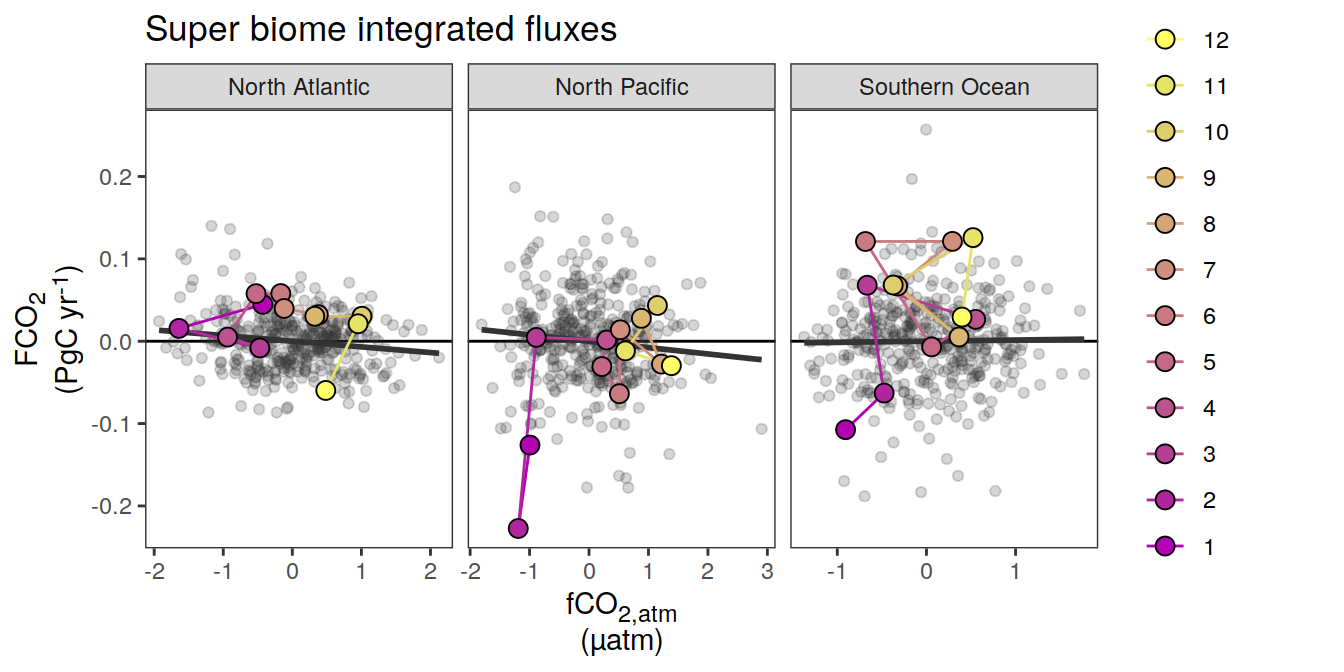 Super biome integrated fluxes
North Atlantic
North Pacific
Southern Ocean
FCO2
(PgC yr-1)
0.2
0.1
0.0
-0.1
-0.2
-2 -1 0 1 2
-2 -1 0 1 2 3
-1 0 1
fCO2,atm
(µatm)
12
11
10
9
8
7
6
5
4
3
2
1